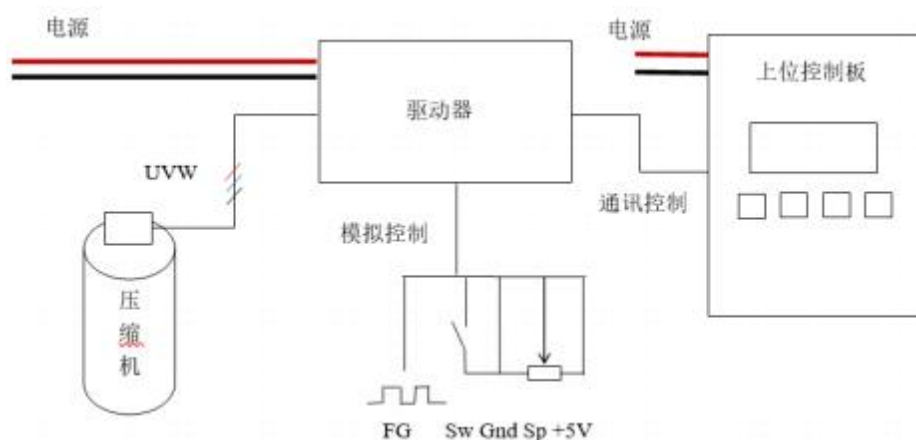 电源
电源
上位控制板
驱动器
UVW
通讯控制
模拟控制
压
缩
机
FG Sw Gnd Sp +5V